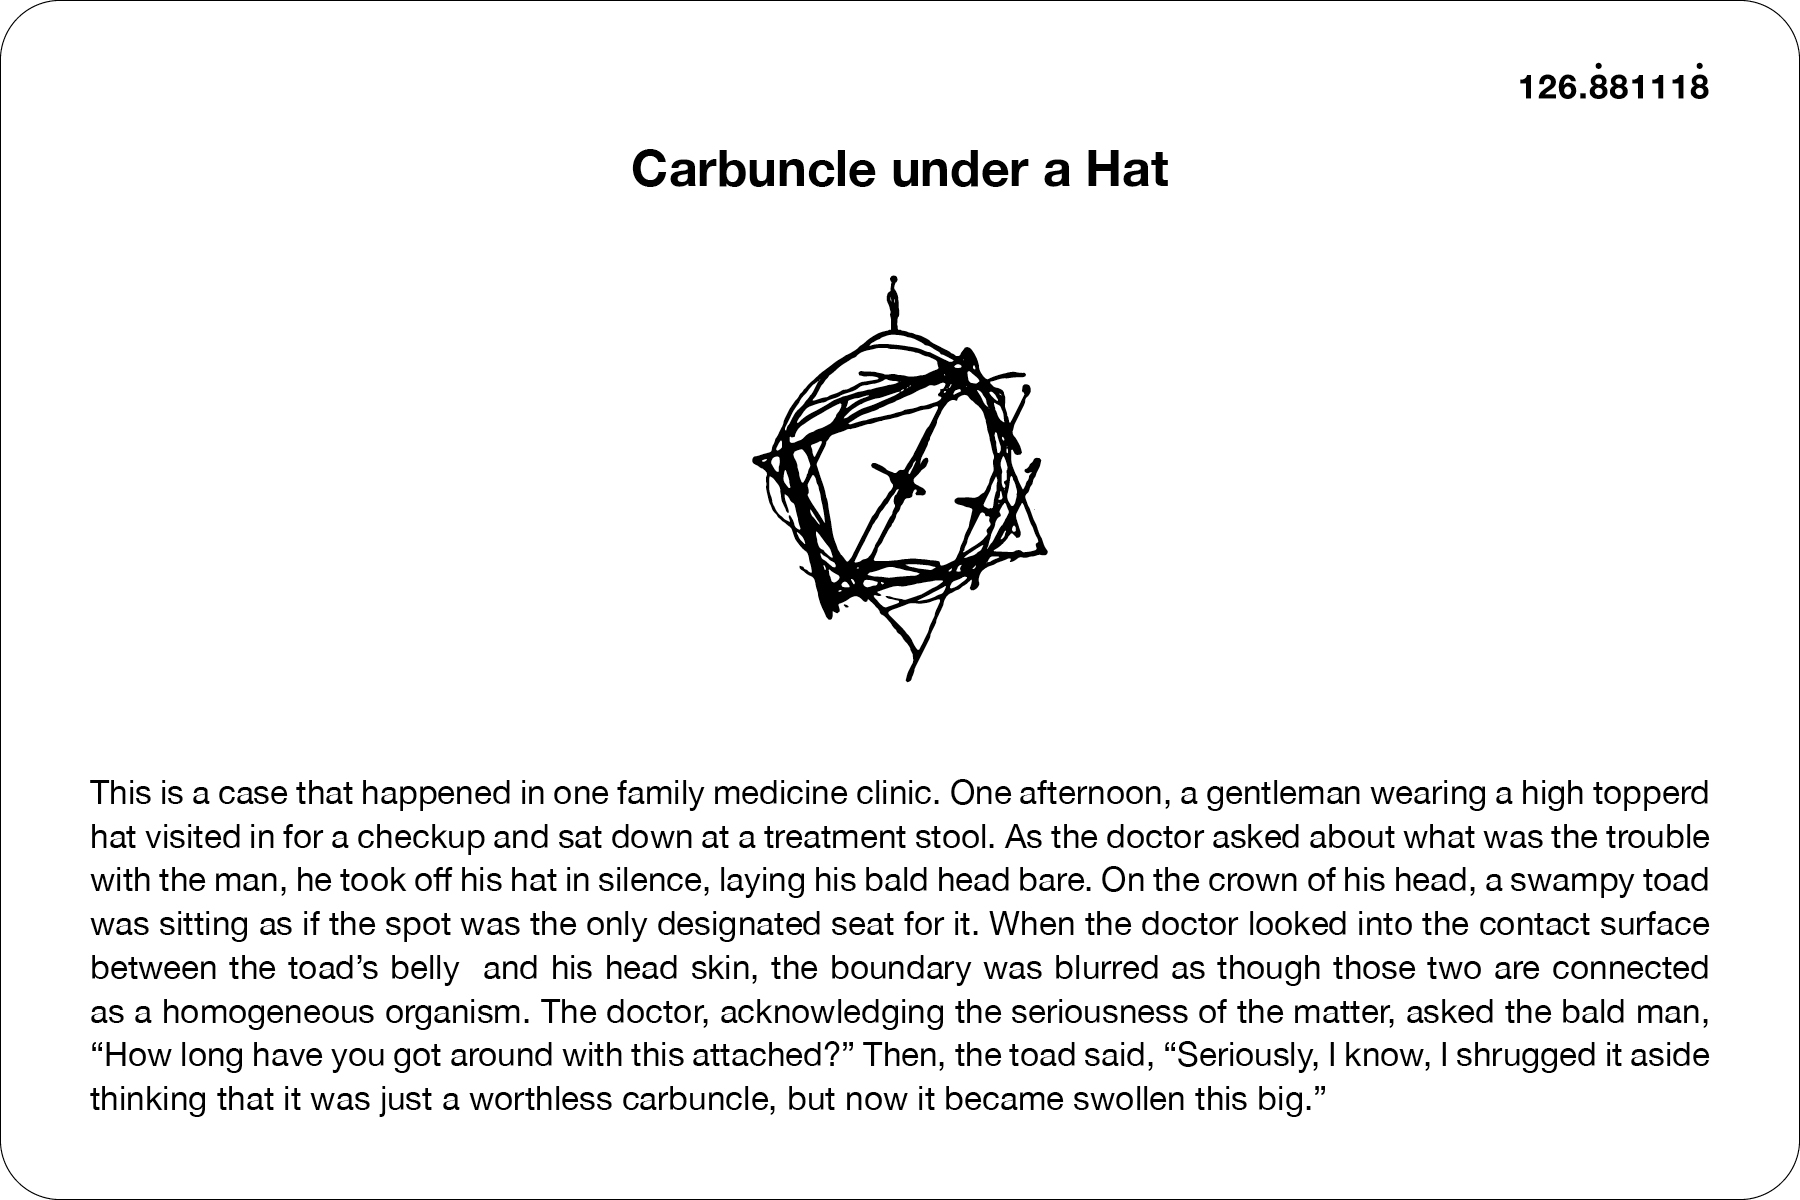 126.8̇811118̇
Carbuncle under a Hat
This is a case that happened in one family medicine clinic. One afternoon, a gentleman wearing a high topperd
hat visited in for a checkup and sat down at a treatment stool. As the doctor asked about what was the trouble
with the man, he took off his hat in silence, laying his bald head bare. On the crown of his head, a swampy toad
was sitting as if the spot was the only designated seat for it. When the doctor looked into the contact surface
between the toad’s belly  and his head skin, the boundary was blurred as though those two are connected
as a homogeneous organism. The doctor, acknowledging the seriousness of the matter, asked the bald man,
“How long have you got around with this attached?” Then, the toad said, “Seriously, I know, I shrugged it aside
thinking that it was just a worthless carbuncle, but now it became swollen this big.”